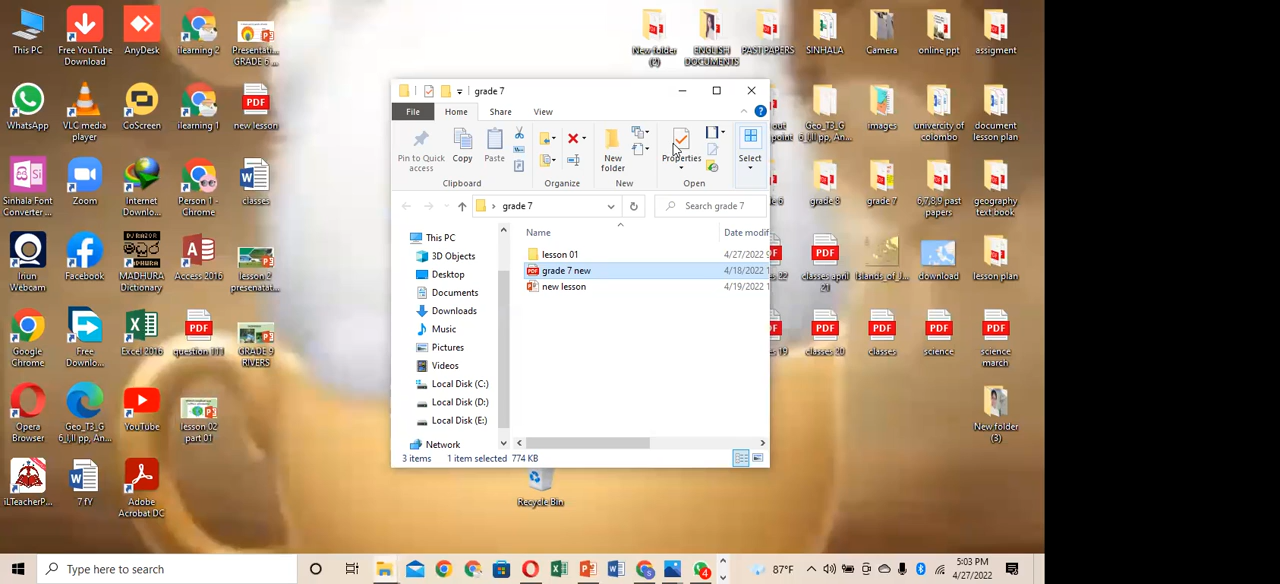 This PC
Free YouTube
Download
AnyDesk
ilearning 2
Presentati...
GRADE 6 ...
New folder
(2)
ENGLISH
DOCUMENTS
PAST PAPERS
SINHALA
Camera
online ppt
assigment
WhatsApp
VLC media
player
CoScreen
ilearning 1
new lesson
images
univercity of
colombo
document
lesson plan
Sinhala Font
Converter ...
Zoom
Internet
Downlo...
Person 1 -
Chrome
classes
grade 8
grade 7
6,7,8,9 past
papers
geography
text book
Iriun
Webcam
Facebook
MADHURA
Dictionary
Access 2016
lesson 2
presenatati...
classes april
21
Islands_of_J...
download
lesson plan
Google
Chrome
Free
Downlo...
Excel 2016
question 111
GRADE 9
RIVERS
classes 20
classes
science
science
march
Opera
Browser
Geo_T3_G
6_I,II pp, An...
YouTube
lesson 02
part 01
New folder
(3)
iLTeacherP...
7 fY
Adobe
Acrobat DC
Recycle Bin
grade 7
File
Home
Share
View
Pin to Quick
access
Copy
Paste
Clipboard
Organize
New
folder
New
Properties
Open
Select
grade 7
Search grade 7
This PC
3D Objects
Desktop
Documents
Downloads
Music
Pictures
Videos
Local Disk (C:)
Local Disk (D:)
Local Disk (E:)
Network
Name
Date modif
lesson 01
4/27/2022 9
grade 7 new
4/18/2022 1
new lesson
4/19/2022 1
3 items
1 item selected 774 KB
Type here to search
87°F
5:03 PM
4/27/2022